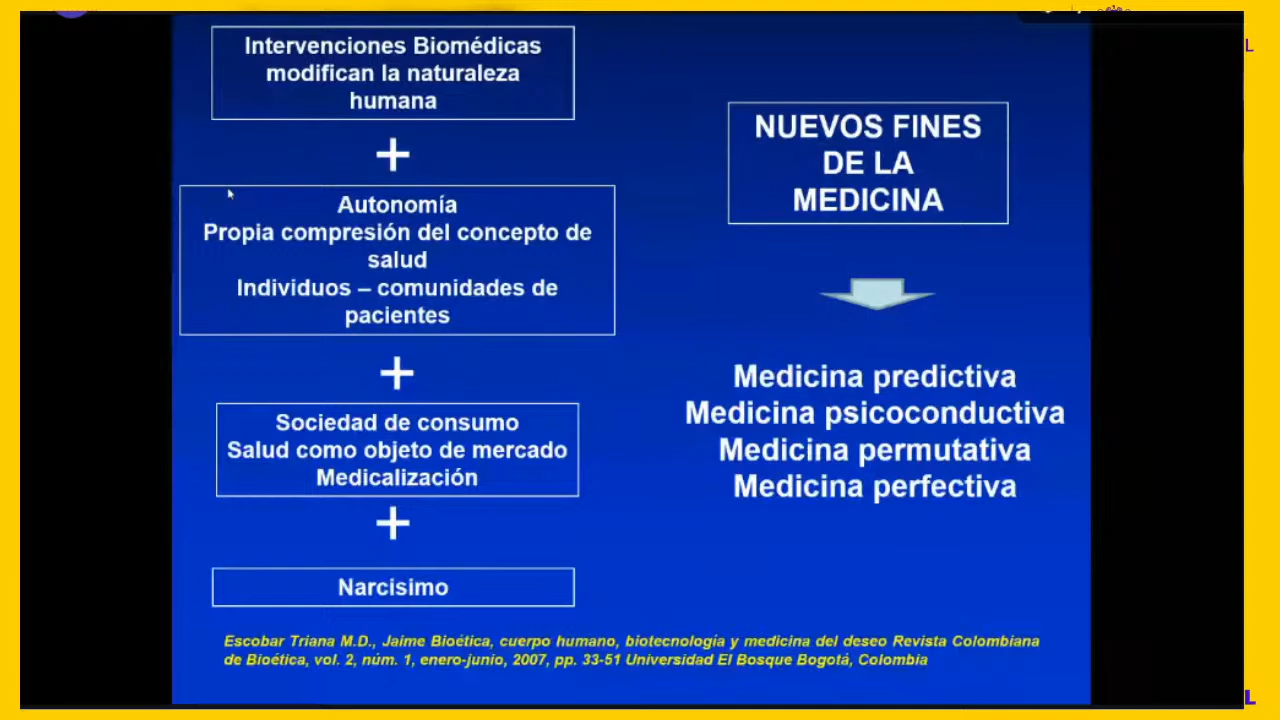 Intervenciones Biomédicas
modifican la naturaleza
humana
+
Autonomía
Propia compresión del concepto de
salud
Individuos – comunidades de
pacientes
+
Sociedad de consumo
Salud como objeto de mercado
Medicalización
+
Narcisimo
NUEVOS FINES
DE LA
MEDICINA
Medicina predictiva
Medicina psicoconductiva
Medicina permutativa
Medicina perfectiva
Escobar Triana M.D., Jaime Bioética, cuerpo humano, biotecnología y medicina del deseo Revista Colombiana
de Bioética, vol. 2, núm. 1, enero-junio, 2007, pp. 33-51 Universidad El Bosque Bogotá, Colombia
L
L